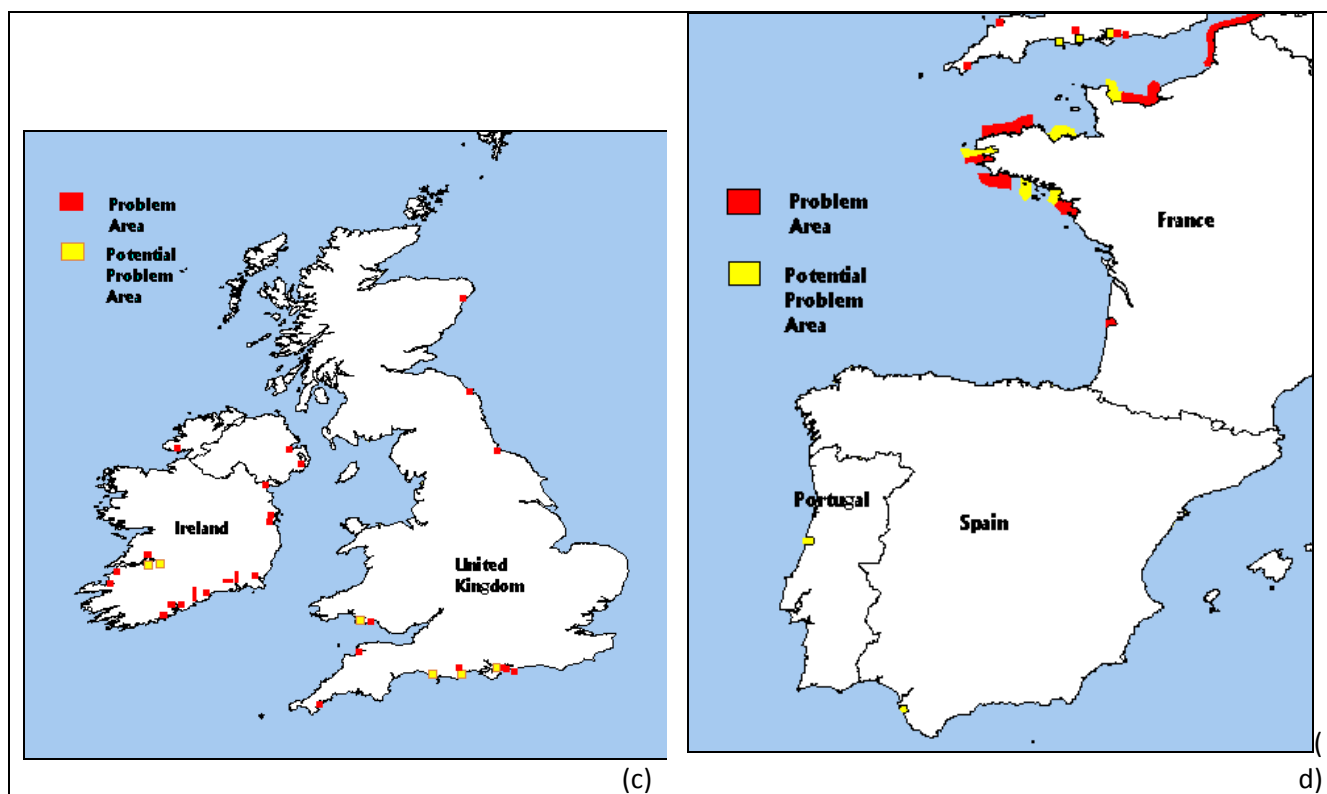 Problem
Area
Potential
Problem
Area
Ireland
United
Kingdom
(c)
Problem
Area
Potential
Problem
Area
France
Portugal
Spain
(
d)